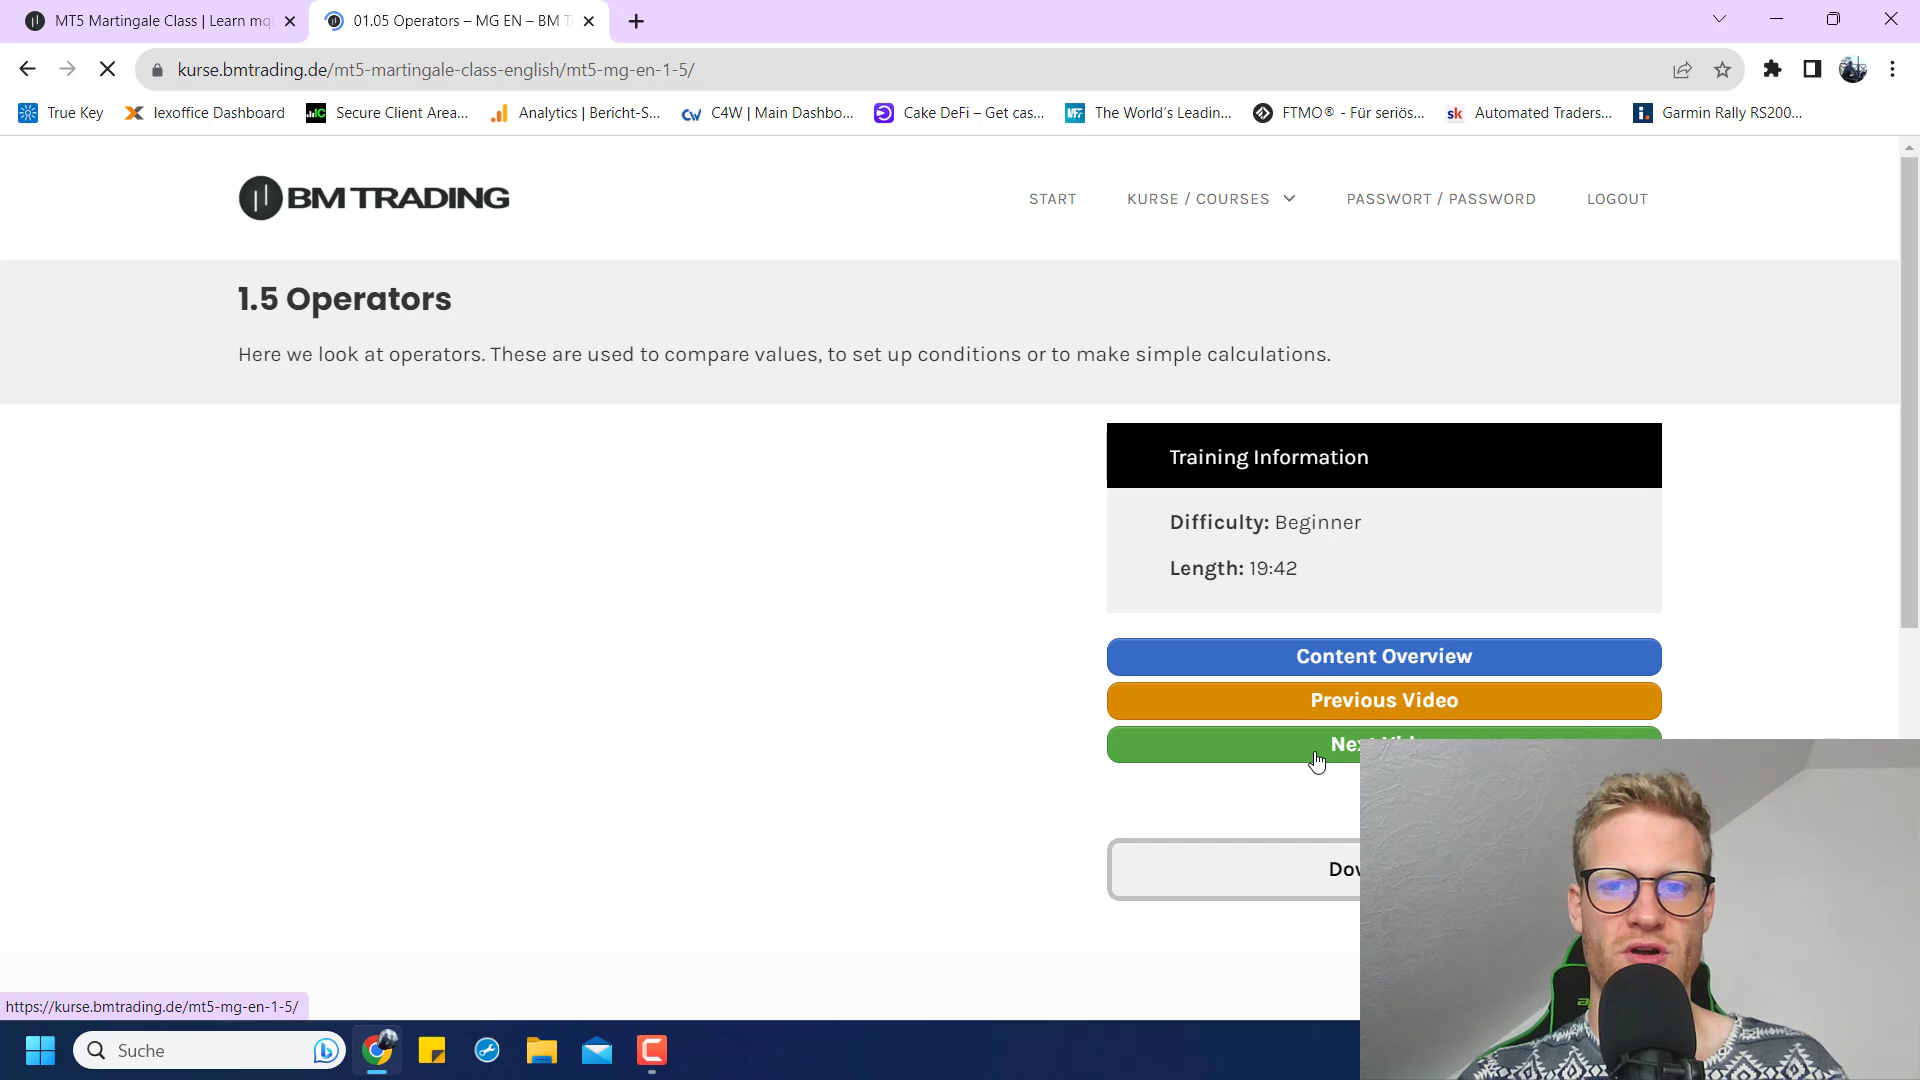 MT5 Martingale Class | Learn mq
01.05 Operators – MG EN – BM T
kurse.bmtrading.de/mt5-martingale-class-english/mt5-mg-en-1-5/
True Key
lexoffice Dashboard
Secure Client Area...
Analytics | Bericht-S...
C4W | Main Dashbo...
Cake DeFi – Get cas...
The World's Leadin...
FTMO® - Für seriös...
Automated Traders...
Garmin Rally RS200...
BM TRADING
START
KURSE / COURSES
PASSWORT / PASSWORD
LOGOUT
1.5 Operators
Here we look at operators. These are used to compare values, to set up conditions or to make simple calculations.
Training Information
Difficulty: Beginner
Length: 19:42
Content Overview
Previous Video
https://kurse.bmtrading.de/mt5-mg-en-1-5/
Suche